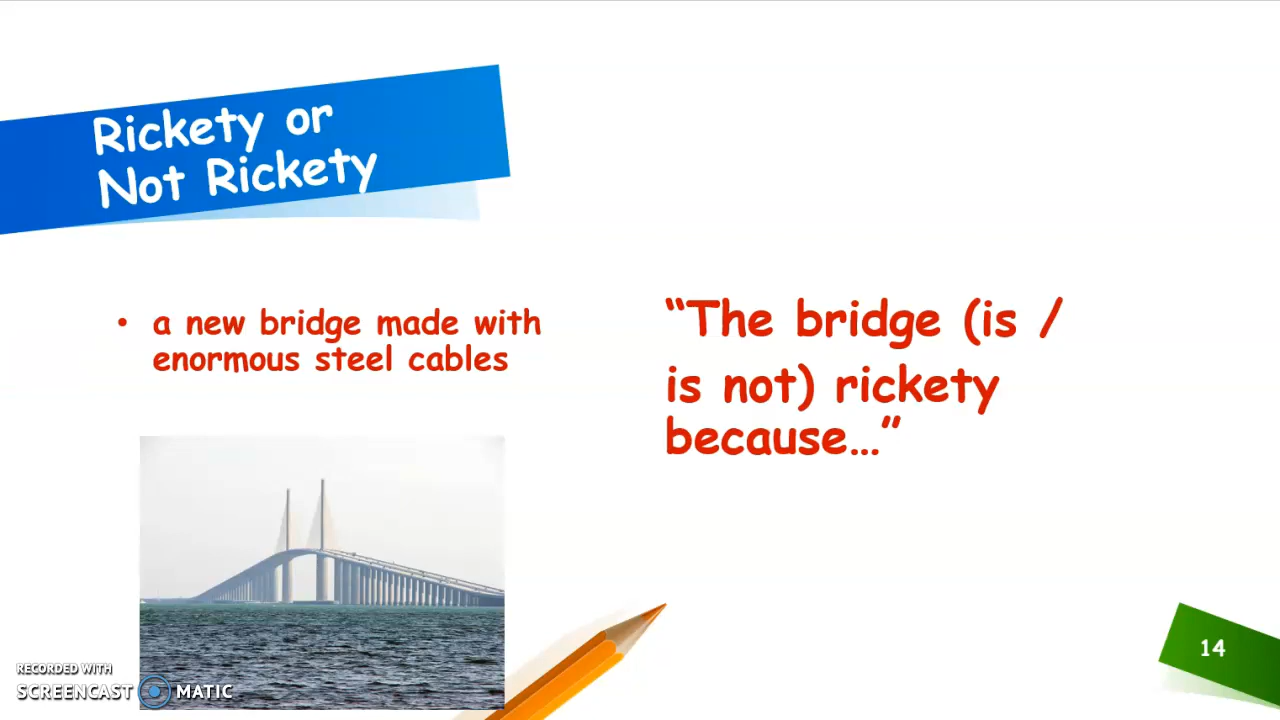 Rickety or
Not Rickety
• a new bridge made with
enormous steel cables
“The bridge (is /
is not) rickety
because…”
14
RECORDED WITH
SCREENCAST MATIC